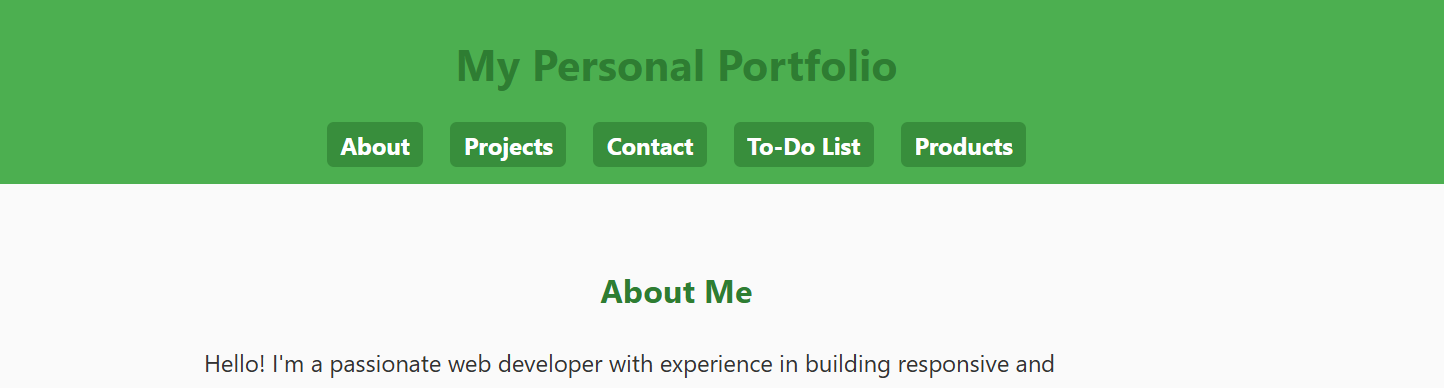 My Personal Portfolio
About Projects Contact To-Do List Products
About Me
Hello! I'm a passionate web developer with experience in building responsive and